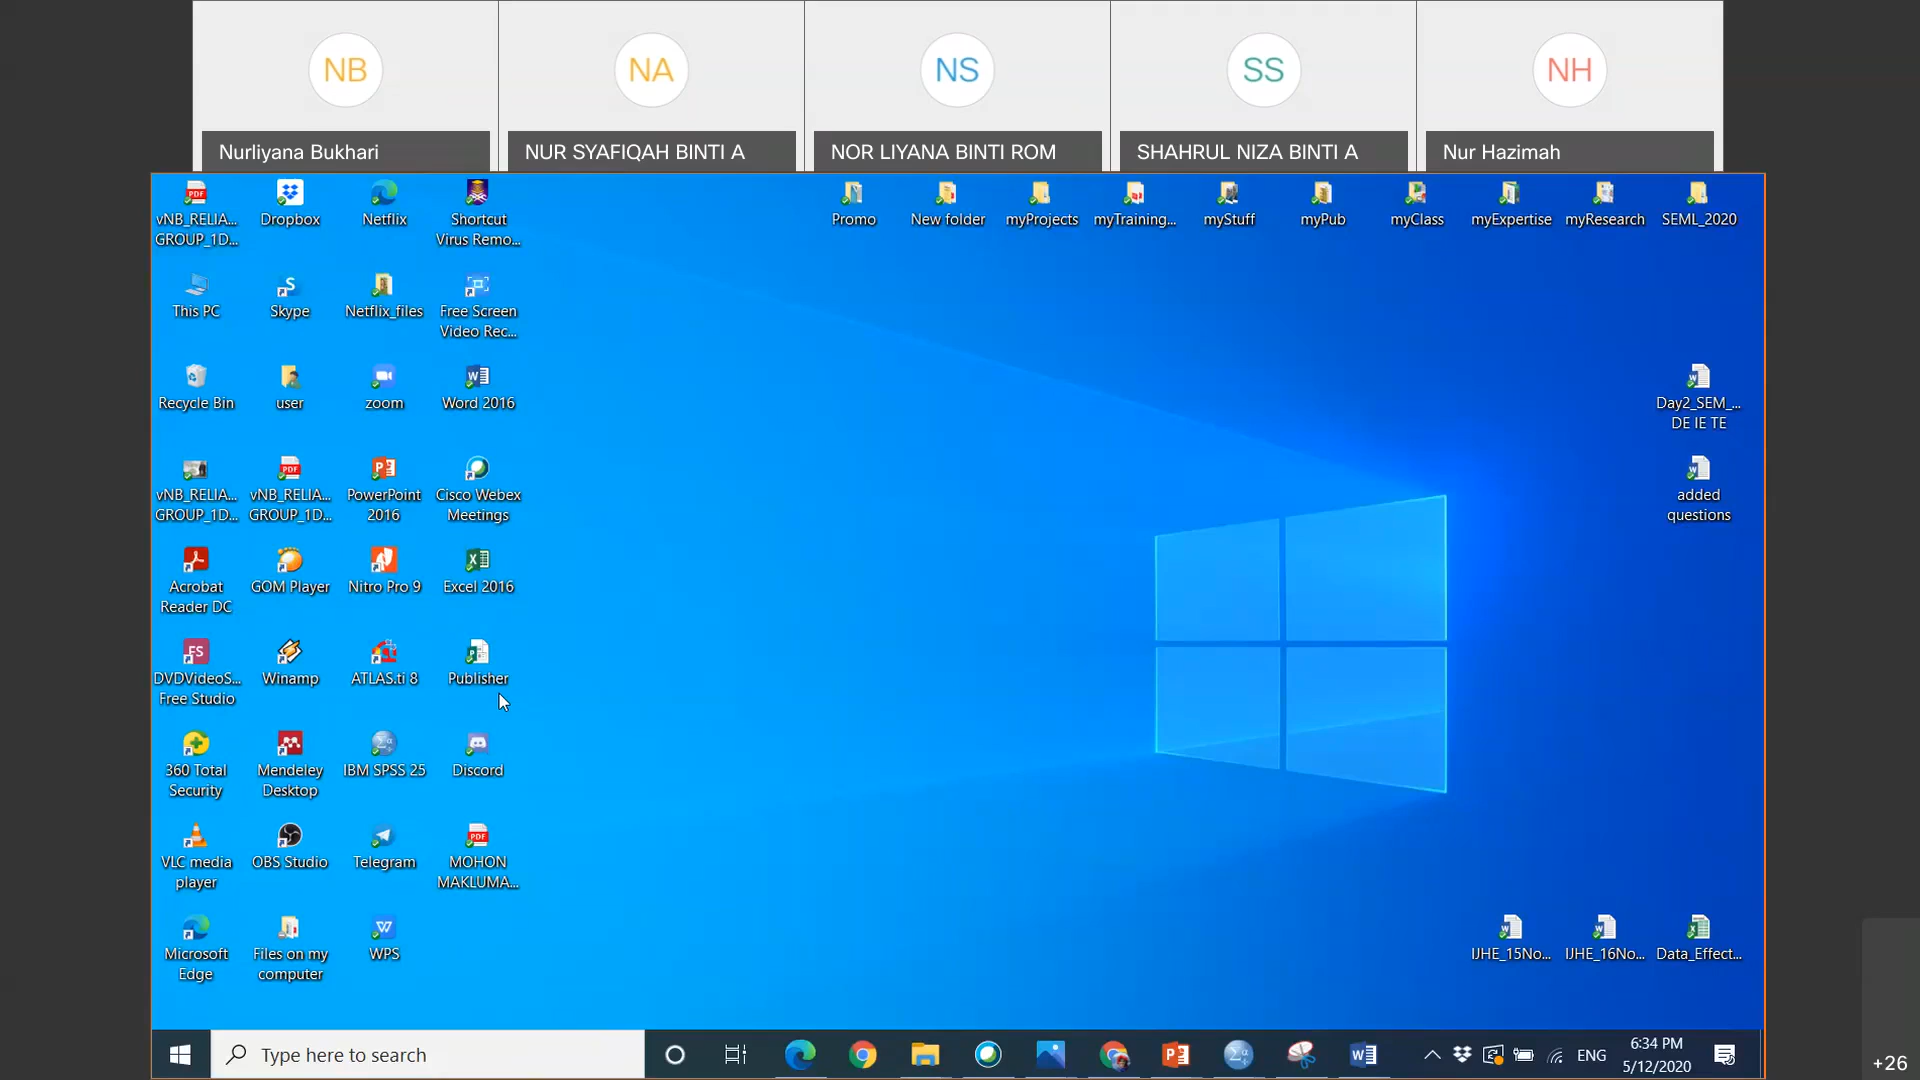 NB
NA
NS
SS
NH
Nurliyana Bukhari
NUR SYAFIQAH BINTI A
NOR LIYANA BINTI ROM
SHAHRUL NIZA BINTI A
Nur Hazimah
vNB_RELIA...
GROUP_1D...
Dropbox
Netflix
Shortcut
Virus Remo...
Promo
New folder
myProjects
myTraining...
myStuff
myPub
myClass
myExpertise
myResearch
SEML_2020
This PC
Skype
Netflix_files
Free Screen
Video Rec...
Recycle Bin
user
zoom
Word 2016
Day2_SEM_...
DE IE TE
vNB_RELIA...
GROUP_1D...
vNB_RELIA...
GROUP_1D...
PowerPoint
2016
Cisco Webex
Meetings
added
questions
Acrobat
Reader DC
GOM Player
Nitro Pro 9
Excel 2016
FS
DVDVideoS...
Free Studio
Winamp
ATLAS.ti 8
Publisher
360 Total
Security
Mendeley
Desktop
IBM SPSS 25
Discord
VLC media
player
OBS Studio
Telegram
MOHON
MAKLUMA...
Microsoft
Edge
Files on my
computer
WPS
IJHE_15No...
IJHE_16No...
Data_Effect...
Type here to search
ENG
6:34 PM
5/12/2020
+26